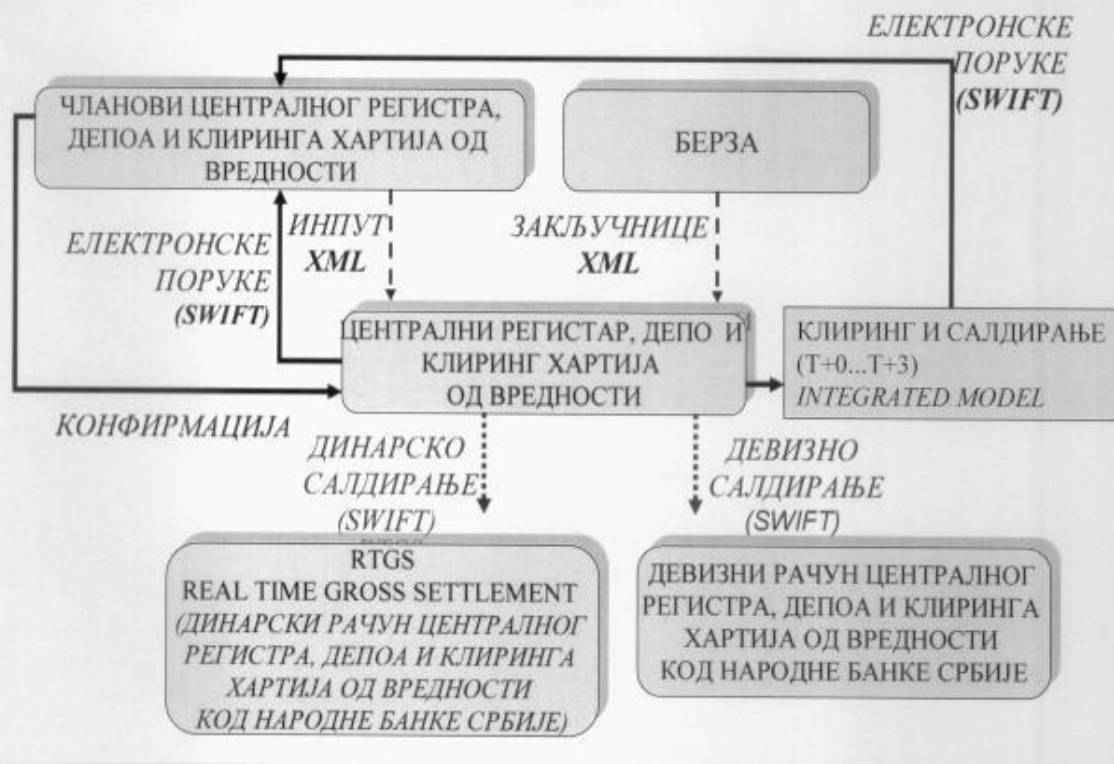 ЕЛЕКТРОНСКЕ
ПОРУКЕ
(SWIFT)
ЧЛАНОВИ ЦЕНТРАЛНОГ РЕГИСТРА,
ДЕПОА И КЛИРИНГА ХАРТИЈА ОД
ВРЕДНОСТИ
БЕРЗА
ЕЛЕКТРОНСКЕ
ПОРУКЕ
(SWIFT)
ИНПУТ
XML
ЗАКЉУЧНИЦЕ
XML
ЦЕНТРАЛНИ РЕГИСТАР, ДЕПО И
КЛИРИНГ ХАРТИЈА
ОД ВРЕДНОСТИ
КЛИРИНГ И САЛДИРАЊЕ
(T+0...T+3)
INTEGRATED MODEL
КОНФИРМАЦИЈА
ДИНАРСКО
САЛДИРАЊЕ
(SWIFT)
ДЕВИЗНО
САЛДИРАЊЕ
(SWIFT)
RTGS
REAL TIME GROSS SETTLEMENT
(ДИНАРСКИ РАЧУН ЦЕНТРАЛНОГ
РЕГИСТРА, ДЕПОА И КЛИРИНГА
ХАРТИЈА ОД ВРЕДНОСТИ
КОД НАРОДНЕ БАНКЕ СРБИЈЕ)
ДЕВИЗНИ РАЧУН ЦЕНТРАЛНОГ
РЕГИСТРА, ДЕПОА И КЛИРИНГА
ХАРТИЈА ОД ВРЕДНОСТИ
КОД НАРОДНЕ БАНКЕ СРБИЈЕ